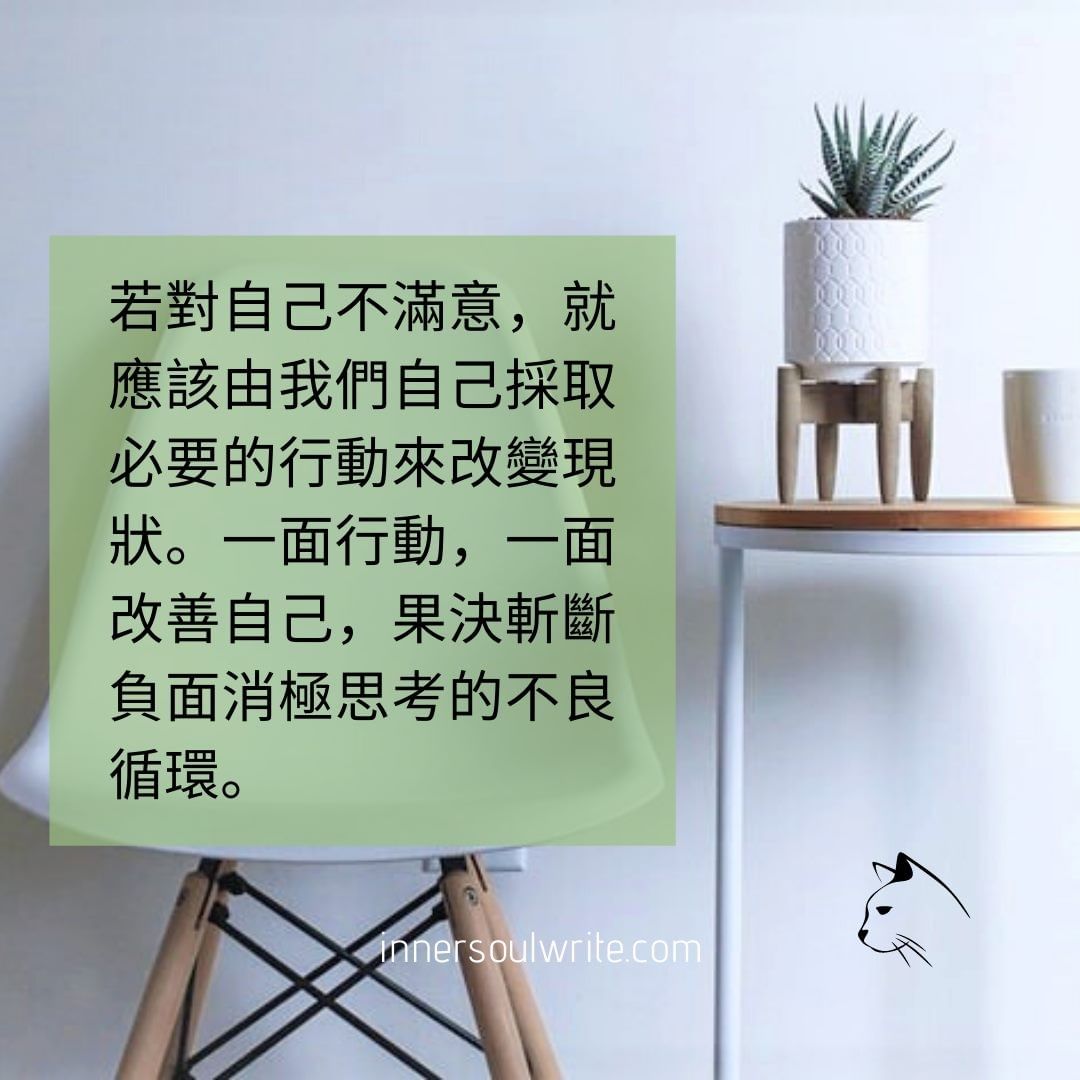 若對自己不滿意，就
應該由我們自己採取
必要的行動來改變現
狀。一面行動，一面
改善自己，果決斬斷
負面消極思考的不良
循環。
innersoulwrite.com